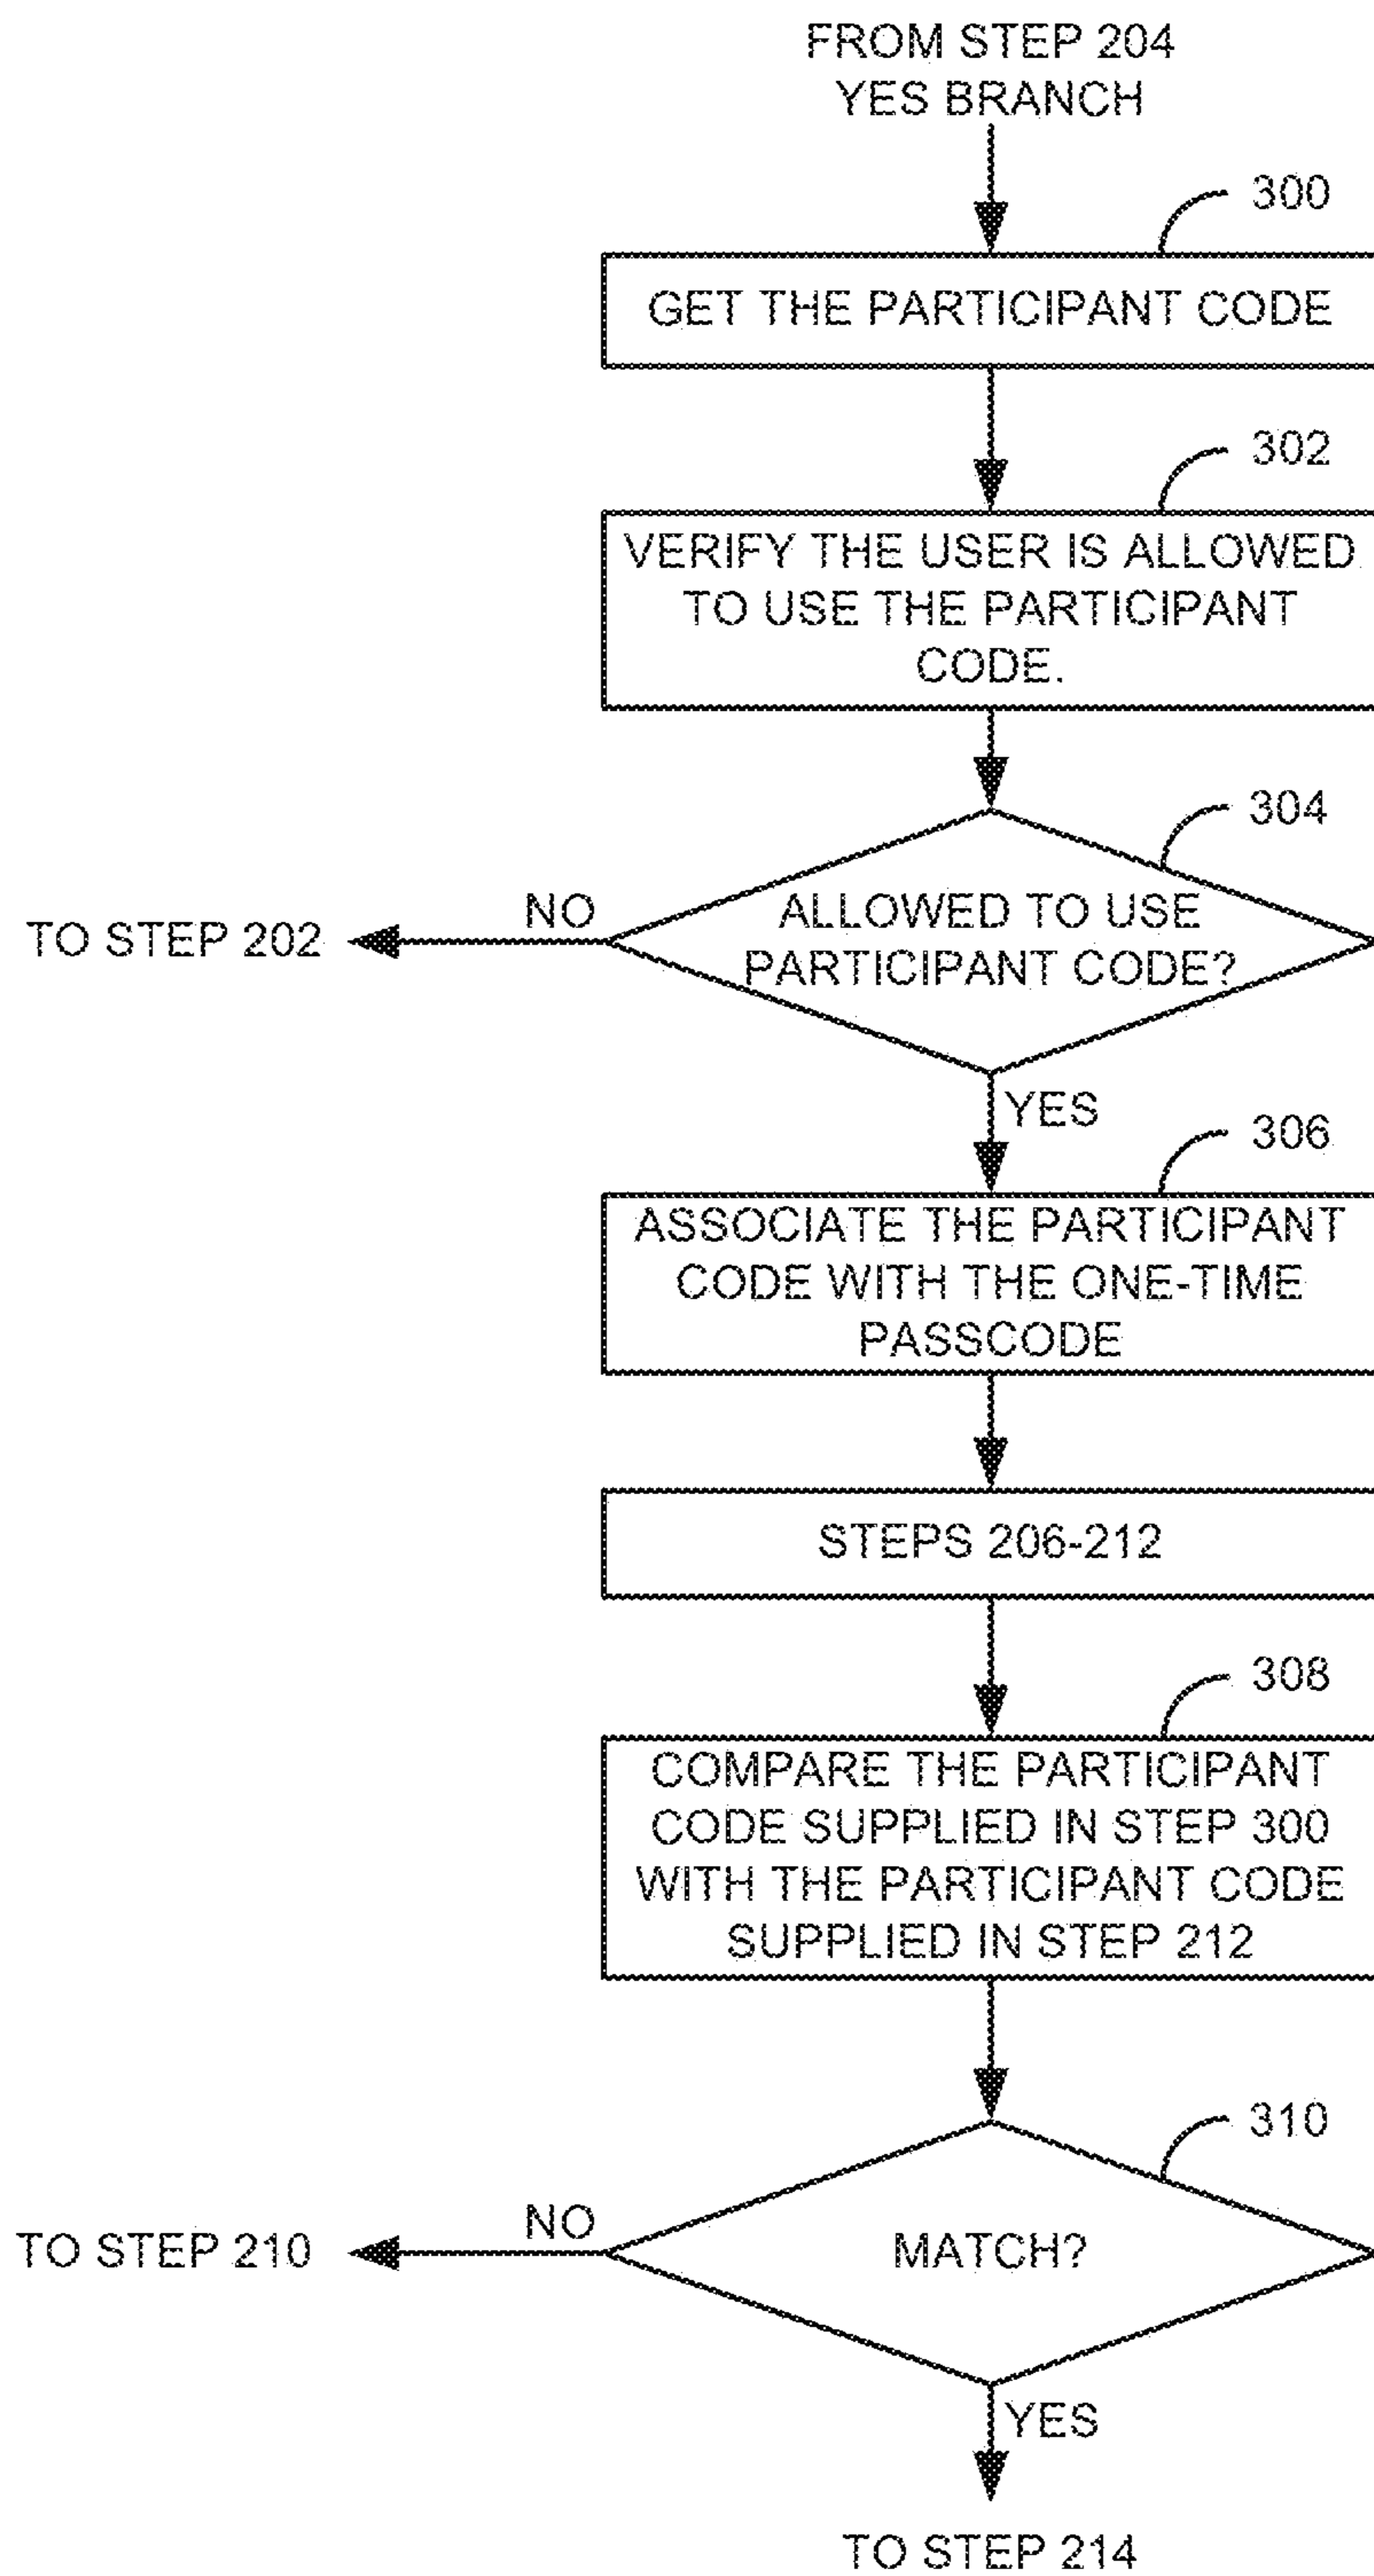 FROM STEP 204
YES BRANCH
300
GET THE PARTICIPANT CODE
302
VERIFY THE USER IS ALLOWED
TO USE THE PARTICIPANT
CODE.
304
NO
ALLOWED TO USE
PARTICIPANT CODE?
TO STEP 202
YES
306
ASSOCIATE THE PARTICIPANT
CODE WITH THE ONE-TIME
PASSCODE
STEPS 206-212
308
COMPARE THE PARTICIPANT
CODE SUPPLIED IN STEP 300
WITH THE PARTICIPANT CODE
SUPPLIED IN STEP 212
310
NO
MATCH?
TO STEP 210
YES
TO STEP 214